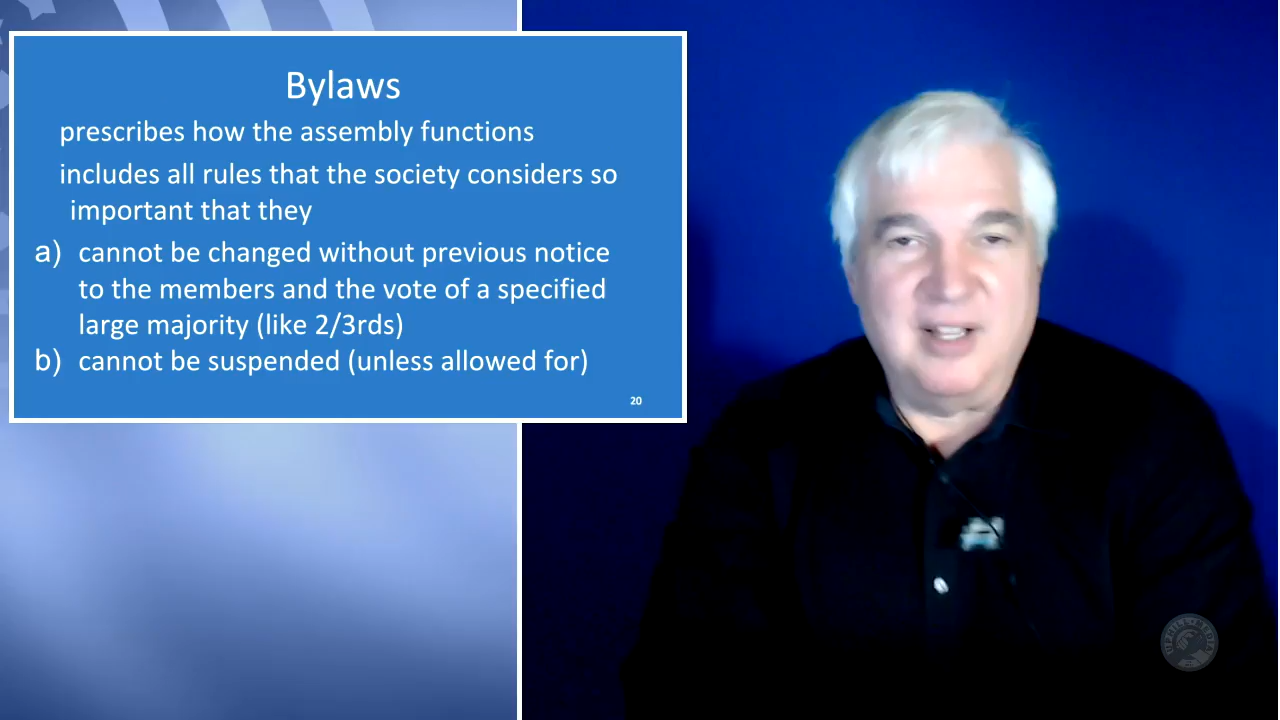 Bylaws
prescribes how the assembly functions
includes all rules that the society considers so
important that they
a) cannot be changed without previous notice
to the members and the vote of a specified
large majority (like 2/3rds)
b) cannot be suspended (unless allowed for)
20